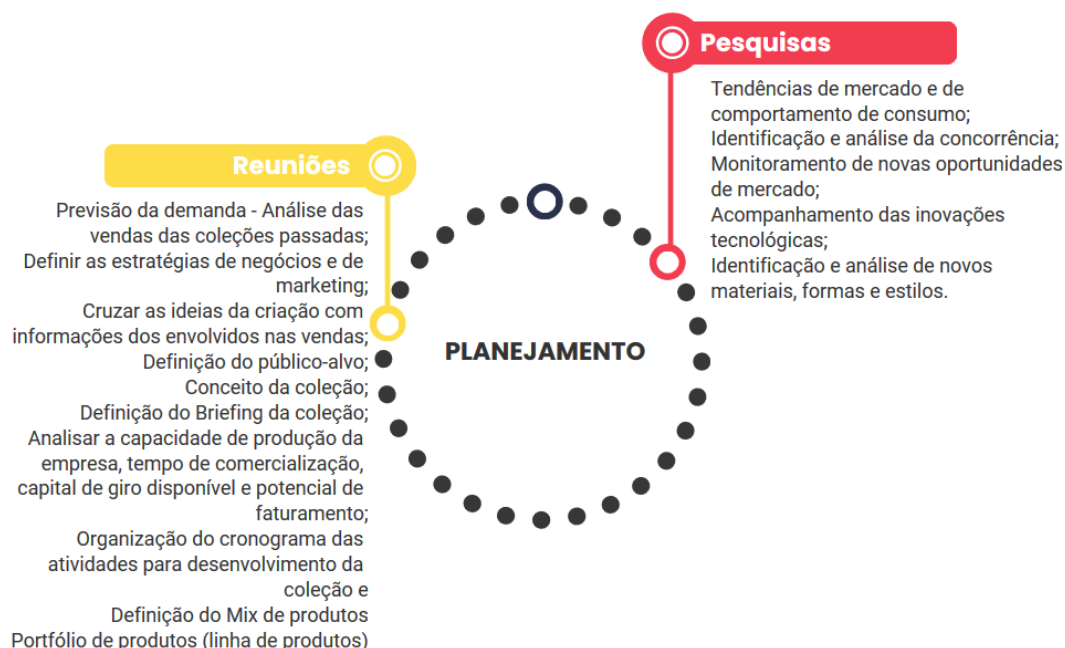 Pesquisas
Tendências de mercado e de
comportamento de consumo;
Identificação e análise da concorrência;
Monitoramento de novas oportunidades
de mercado;
Acompanhamento das inovações
tecnológicas;
Identificação e análise de novos
materiais, formas e estilos.
Reuniões
Previsão da demanda - Análise das
vendas das coleções passadas;
Definir as estratégias de negócios e de
marketing;
Cruzar as ideias da criação com
informações dos envolvidos nas vendas;
Definição do público-alvo;
Conceito da coleção;
Definição do Briefing da coleção;
Analisar a capacidade de produção da
empresa, tempo de comercialização,
capital de giro disponível e potencial de
faturamento;
Organização do cronograma das
atividades para desenvolvimento da
coleção e
Definição do Mix de produtos
Portfólio de produtos (linha de produtos)
PLANEJAMENTO